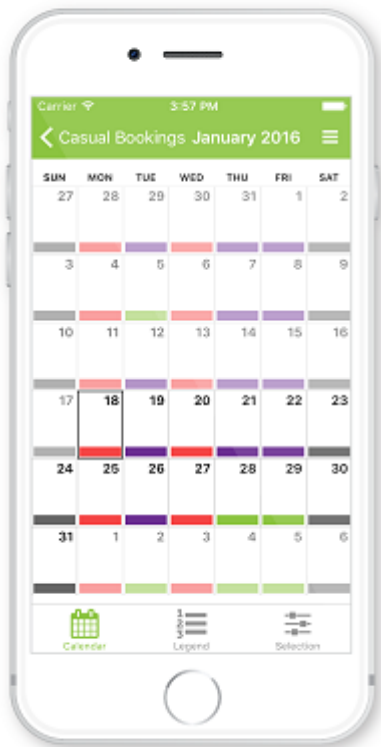 Carrier 3:57 PM
Casual Bookings January 2016
SUN MON TUE WED THU FRI SAT
27 28 29 30 31 1 2
3 4 5 6 7 8 9
10 11 12 13 14 15 16
17 18 19 20 21 22 23
24 25 26 27 28 29 30
31 1 2 3 4 5 6
1
2
3
Calendar Legend Selection